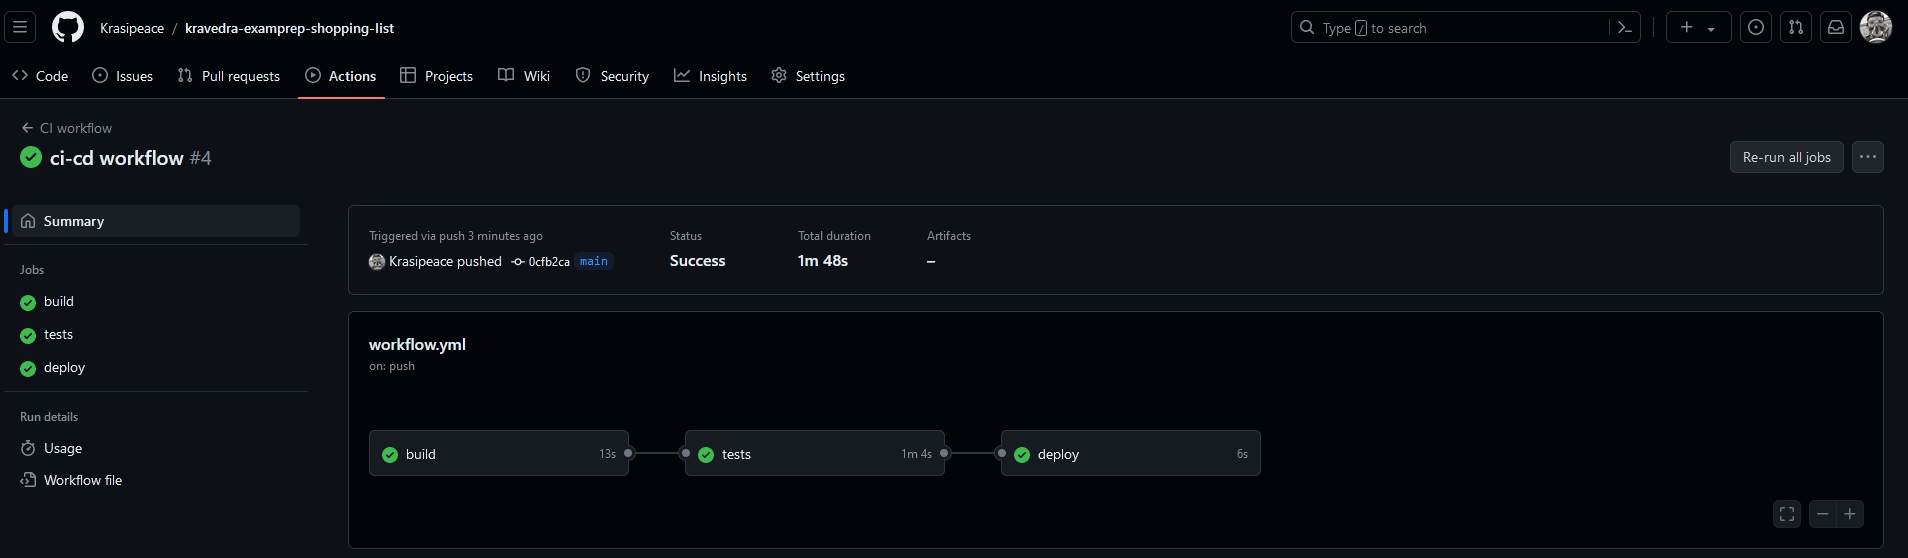 Krasipeace / kravedra-examprep-shopping-list
Type / to search
Code Issues Pull requests Actions Projects Wiki Security Insights Settings
CI workflow
ci-cd workflow #4
Re-run all jobs
Summary
Jobs
build
tests
deploy
Run details
Usage
Workflow file
Triggered via push 3 minutes ago
Krasipeace pushed 0cfb2ca main
Status
Success
Total duration
1m 48s
Artifacts
–
workflow.yml
on: push
build 13s
tests 1m 4s
deploy 6s